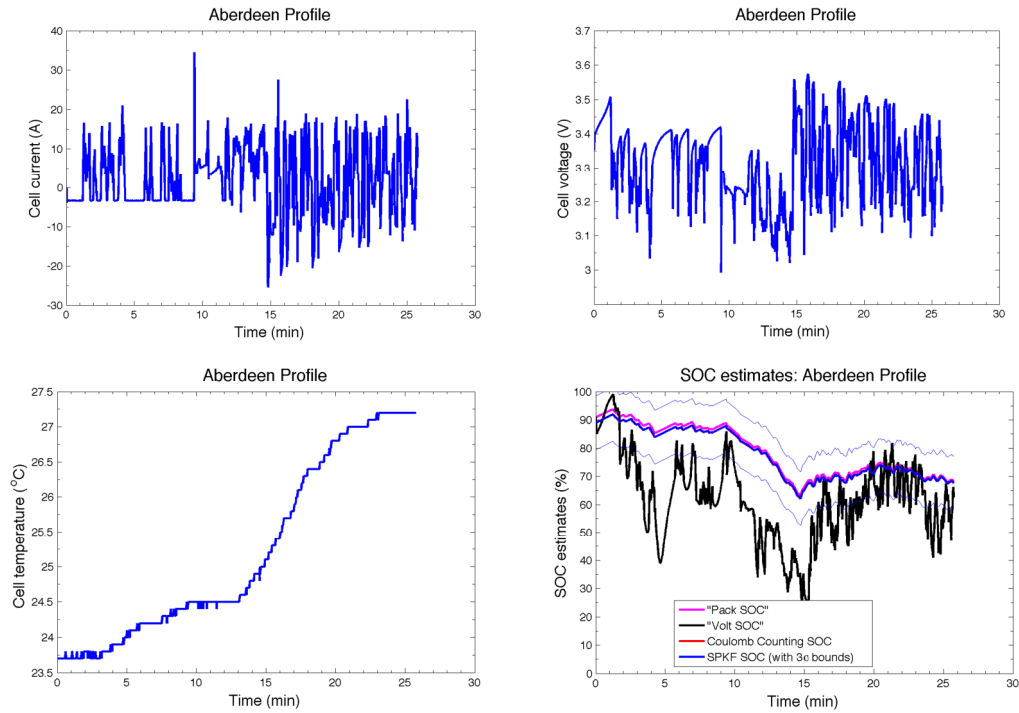 Aberdeen Profile
Cell current (A)
40
30
20
10
0
-10
-20
-30
0 5 10 15 20 25 30
Time (min)
Aberdeen Profile
Cell voltage (V)
3.7
3.6
3.5
3.4
3.3
3.2
3.1
3
0 5 10 15 20 25 30
Time (min)
Aberdeen Profile
Cell temperature (°C)
27.5
27
26.5
26
25.5
25
24.5
24
23.5
0 5 10 15 20 25 30
Time (min)
SOC estimates: Aberdeen Profile
SOC estimates (%)
100
90
80
70
60
50
40
30
20
10
0
"Pack SOC"
"Volt SOC"
Coulomb Counting SOC
SPKF SOC (with 3σ bounds)
0 5 10 15 20 25 30
Time (min)